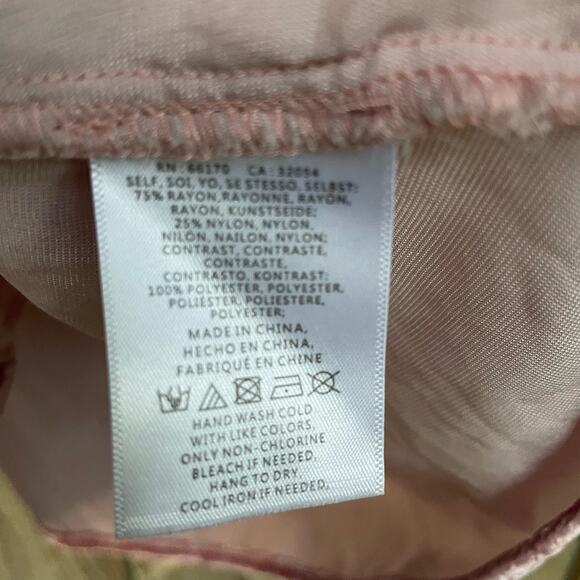 RN: 66170 CA: 32054
SELF, SOI, YO, SE STESSO, SELBST:
75% RAYON, RAYONNE, RAYÓN,
RAYON, KUNSTSEIDE;
25% NYLON, NYLON,
NILÓN, NAILON, NYLON;
CONTRAST, CONTRASTE,
CONTRASTE,
CONTRASTO, KONTRAST:
100% POLYESTER, POLYESTER,
POLIÉSTER, POLIESTERE,
POLYESTER;
MADE IN CHINA,
HECHO EN CHINA,
FABRIQUÉ EN CHINE
HAND WASH COLD
WITH LIKE COLORS,
ONLY NON-CHLORINE
BLEACH IF NEEDED.
HANG TO DRY.
COOL IRON IF NEEDED.